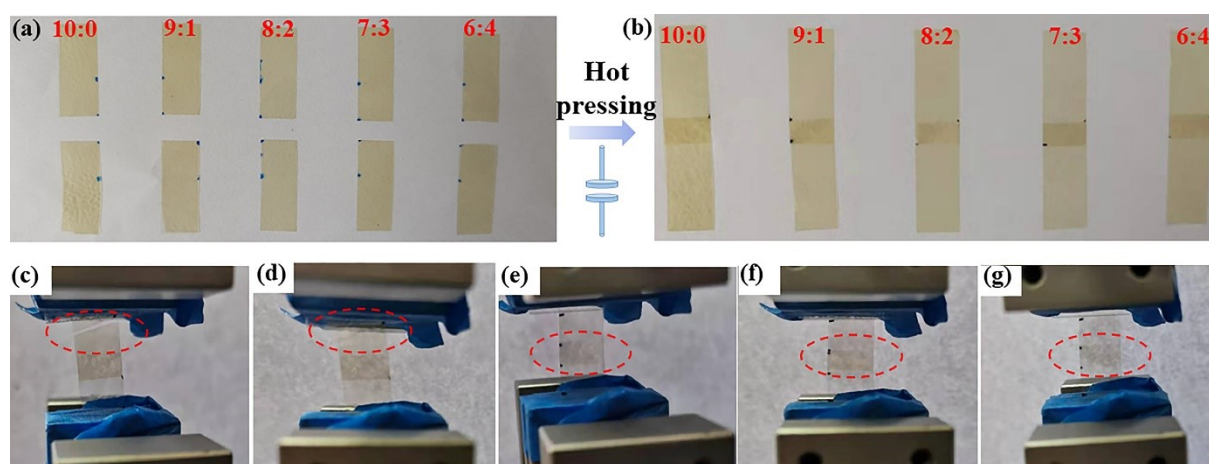 (a) 10:0 9:1 8:2 7:3 6:4
Hot
pressing
(b) 10:0 9:1 8:2 7:3 6:4
(c)
(d)
(e)
(f)
(g)